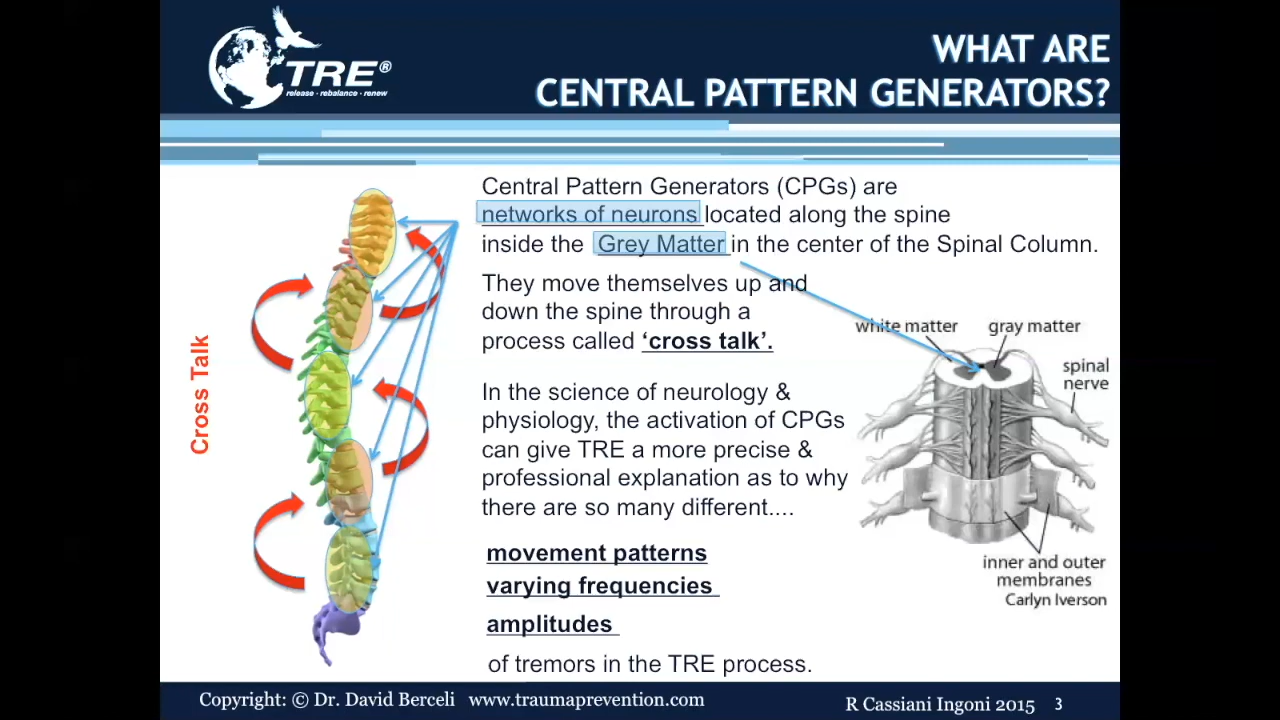 TRE®
release · rebalance · renew
WHAT ARE
CENTRAL PATTERN GENERATORS?
Central Pattern Generators (CPGs) are
networks of neurons located along the spine
inside the Grey Matter in the center of the Spinal Column.
They move themselves up and
down the spine through a
process called ‘cross talk’.
In the science of neurology &
physiology, the activation of CPGs
can give TRE a more precise &
professional explanation as to why
there are so many different....
movement patterns
varying frequencies
amplitudes
of tremors in the TRE process.
Cross Talk
white matter
gray matter
spinal
nerve
inner and outer
membranes
Carlyn Iverson
Copyright: © Dr. David Berceli www.traumaprevention.com
R Cassiani Ingoni 2015 3